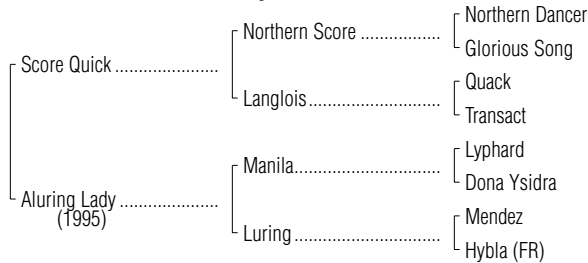 Northern Dancer
Northern Score ....................
Glorious Song
Score Quick ........................
Quack
Langlois .................................
Transact
Lyphard
Manila ....................................
Dona Ysidra
Aluring Lady .......................
(1995)
Mendez
Luring .....................................
Hybla (FR)